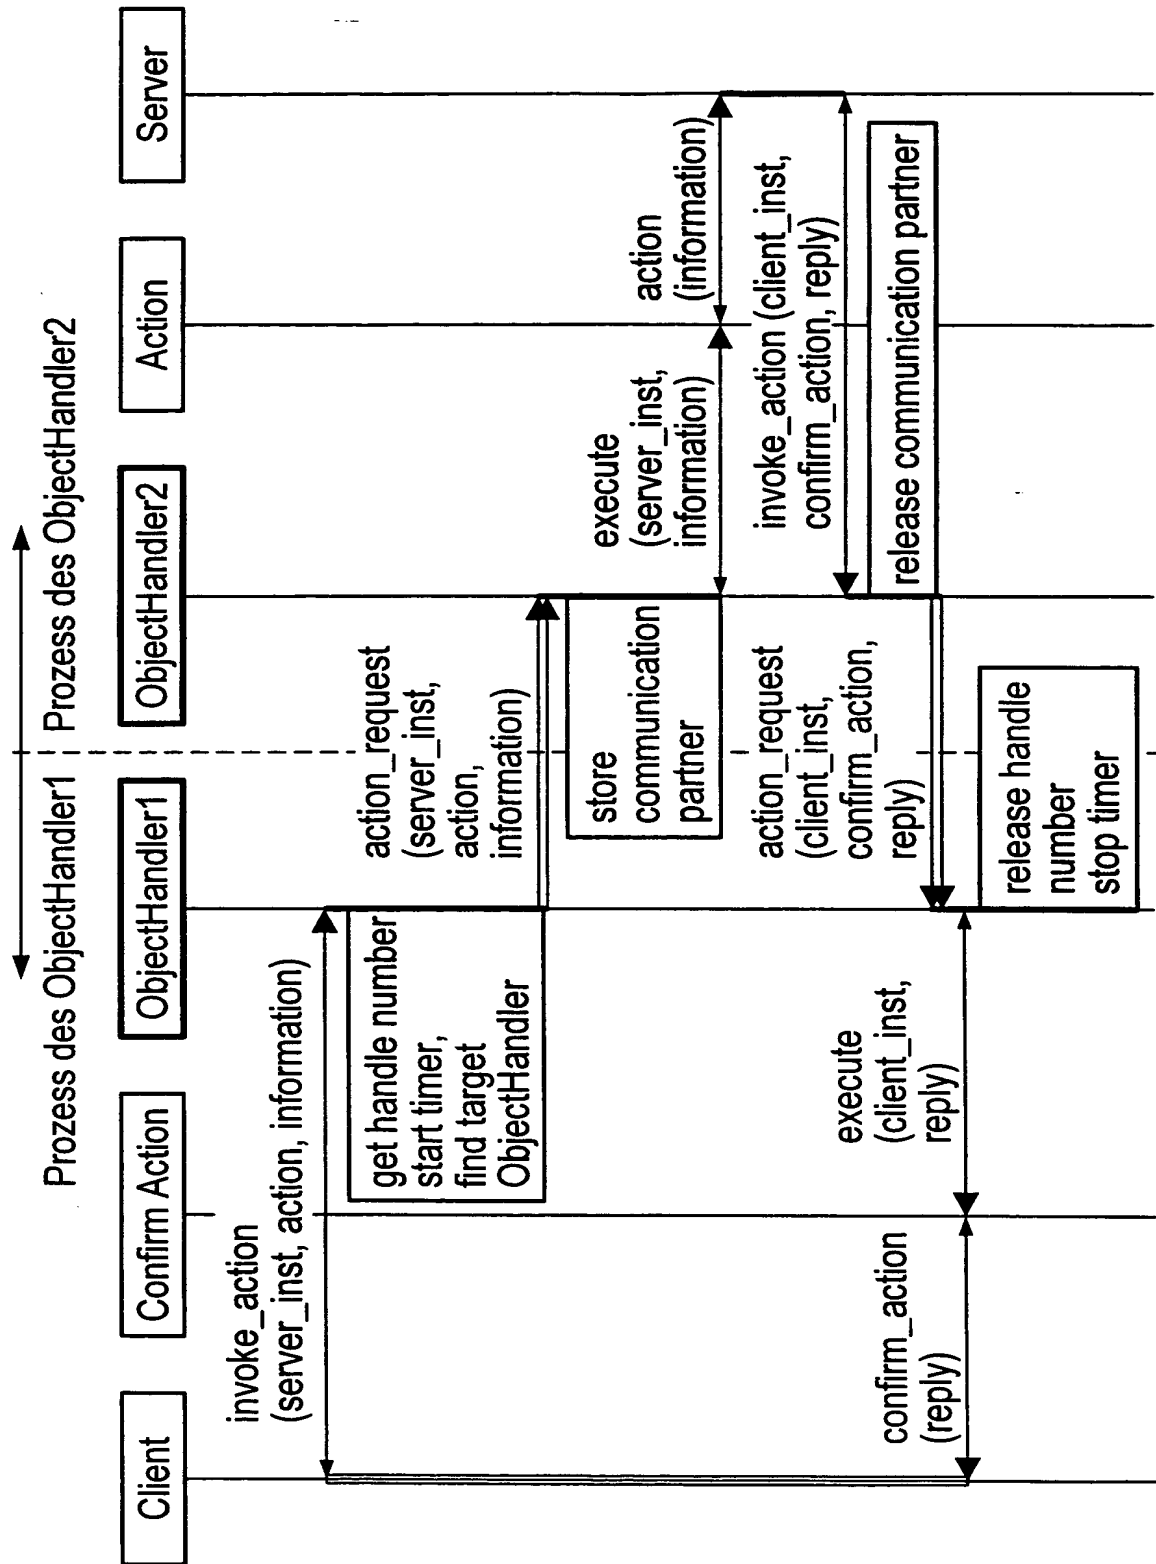 Prozess des ObjectHandler1
Prozess des ObjectHandler2
Client
Confirm Action
ObjectHandler1
ObjectHandler2
Action
Server
invoke_action
(server_inst, action, information)
get handle number
start timer,
find target
ObjectHandler
action_request
(server_inst,
action,
information)
store
communication
partner
execute
(server_inst,
information)
action
(information)
invoke_action (client_inst,
confirm_action, reply)
release communication partner
action_request
(client_inst,
confirm_action,
reply)
execute
(client_inst,
reply)
confirm_action
(reply)
release handle
number
stop timer